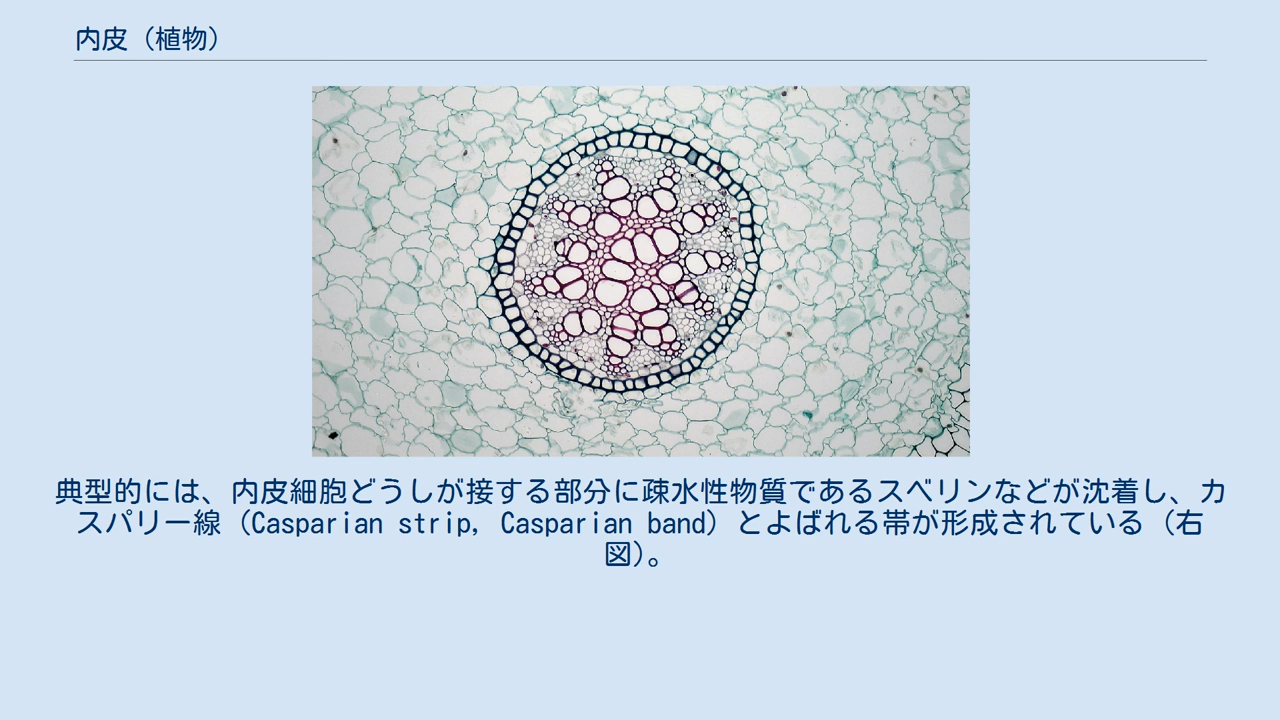 内皮（植物）
典型的には、内皮細胞どうしが接する部分に疎水性物質であるスベリンなどが沈着し、カ
スパリー線（Casparian strip, Casparian band）とよばれる帯が形成されている（右
図）。